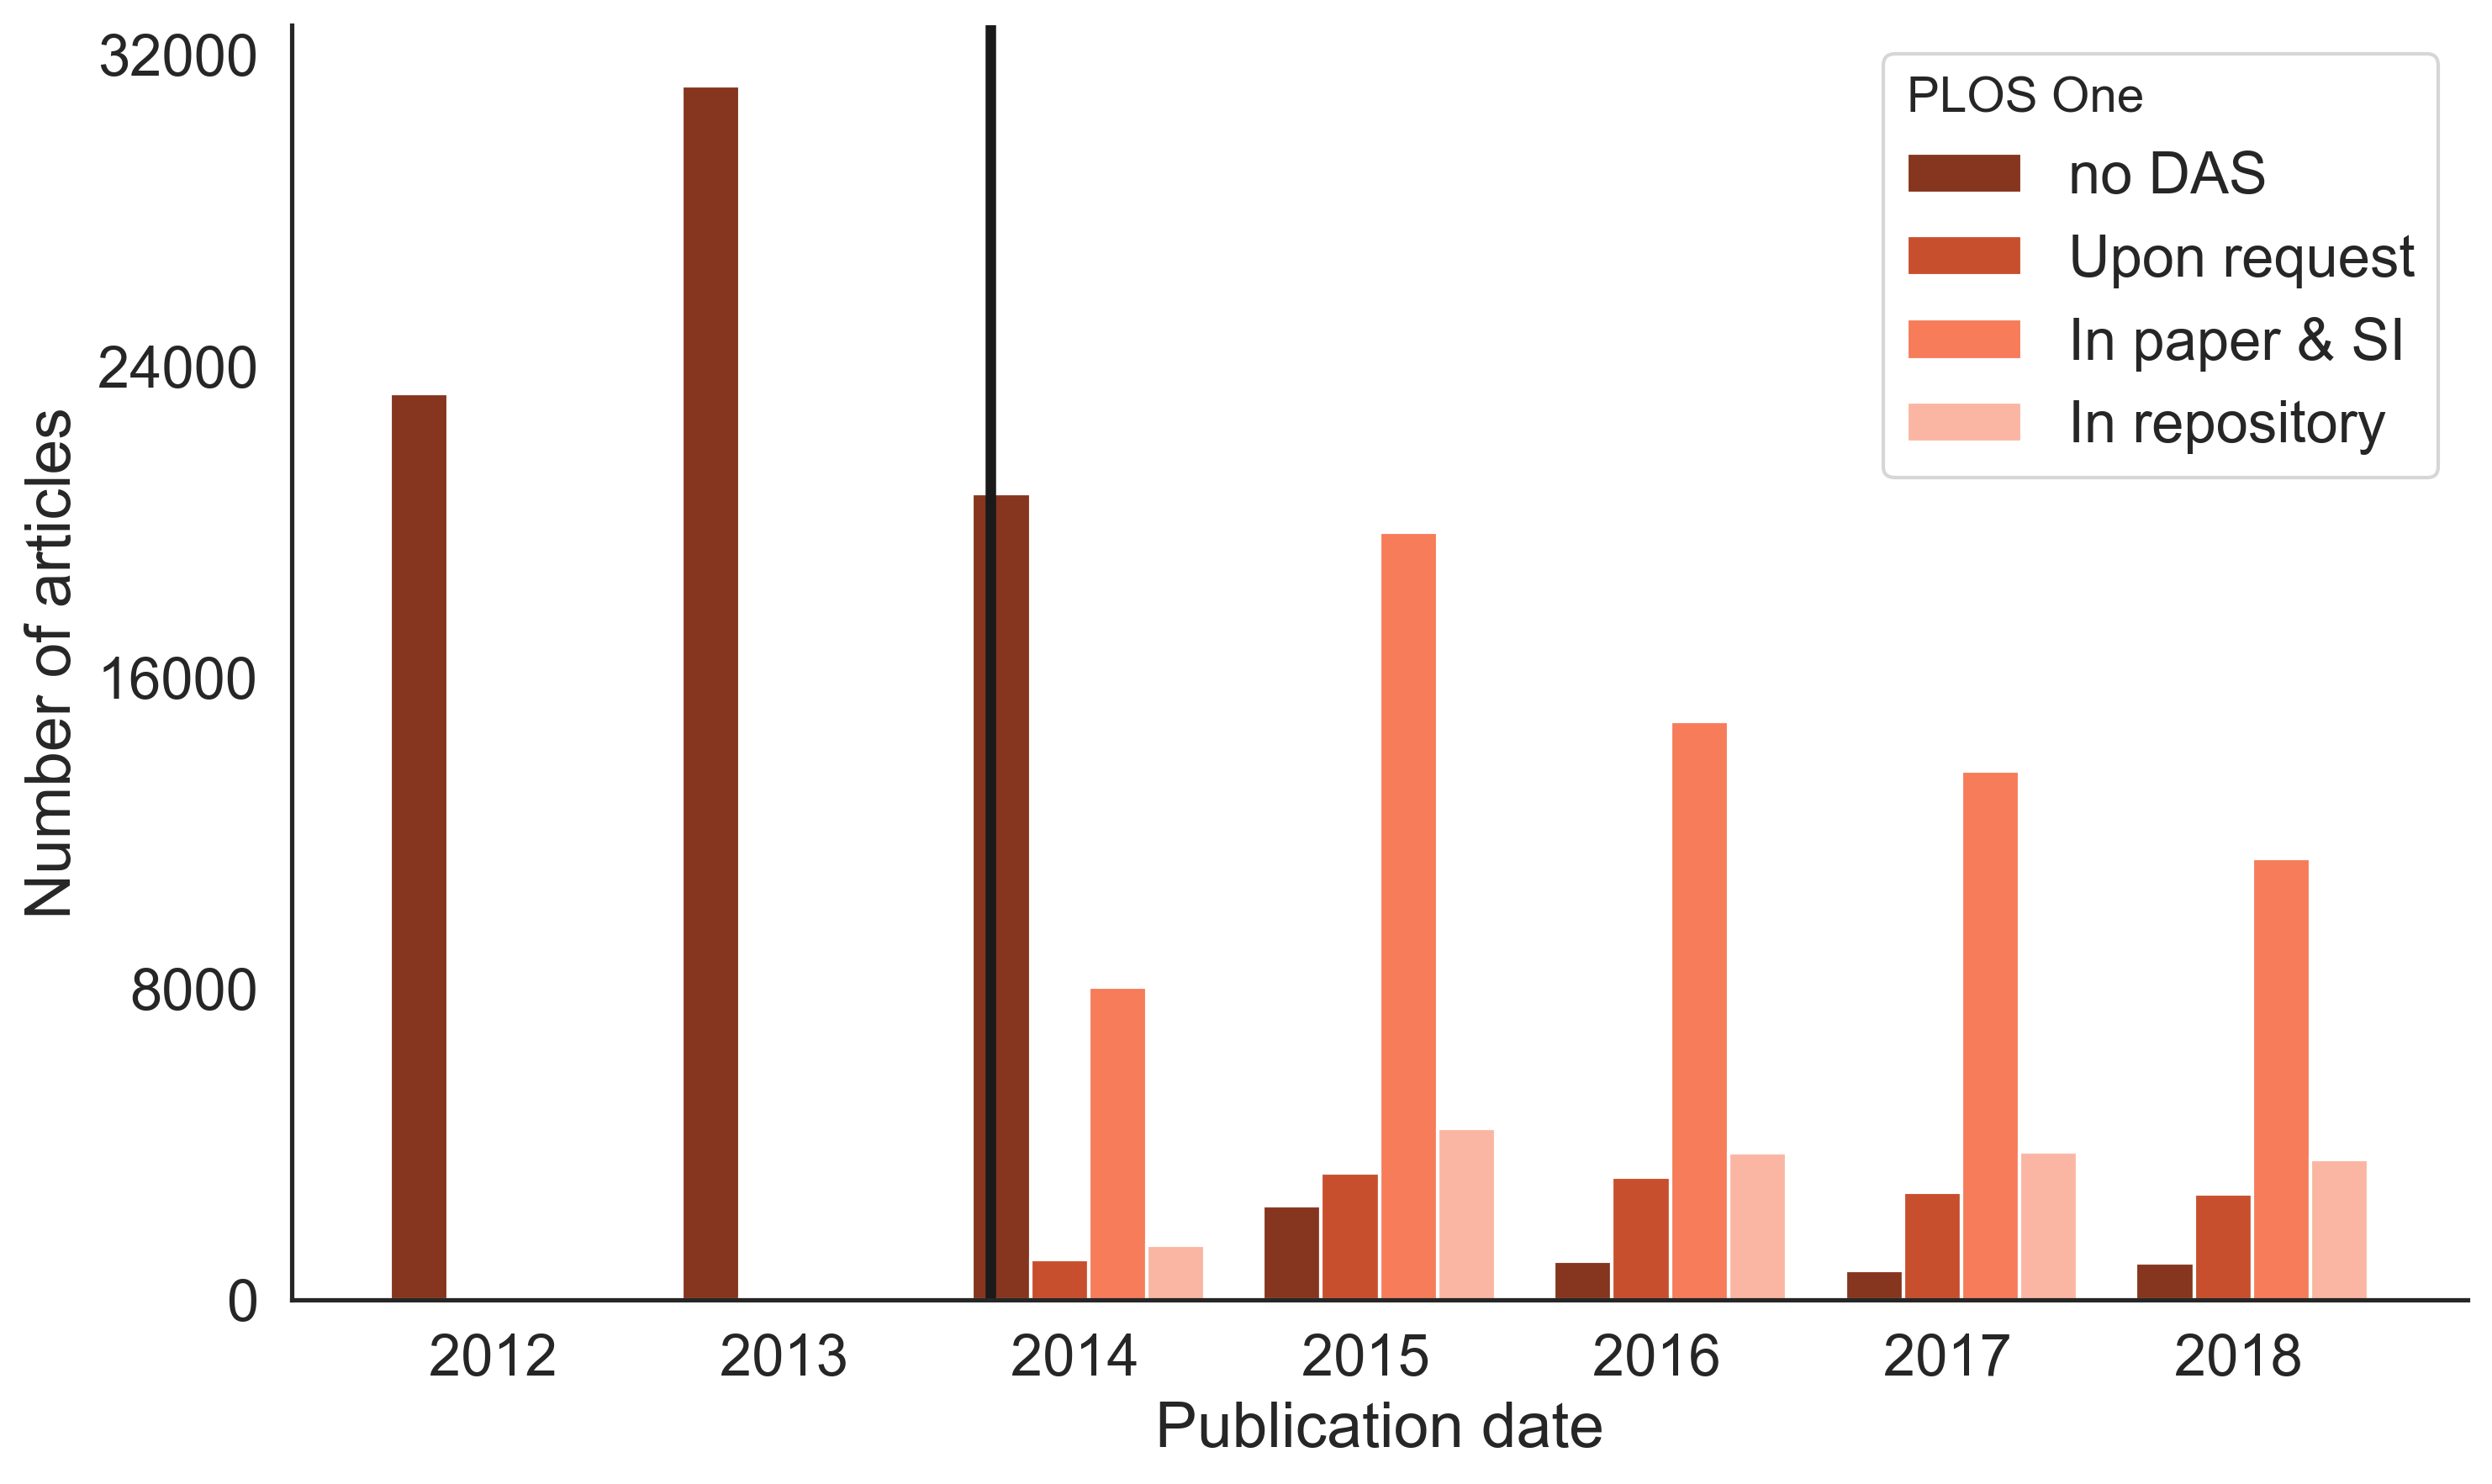 Number of articles
32000
24000
16000
8000
0
PLOS One
no DAS
Upon request
In paper & SI
In repository
2012 2013 2014 2015 2016 2017 2018
Publication date